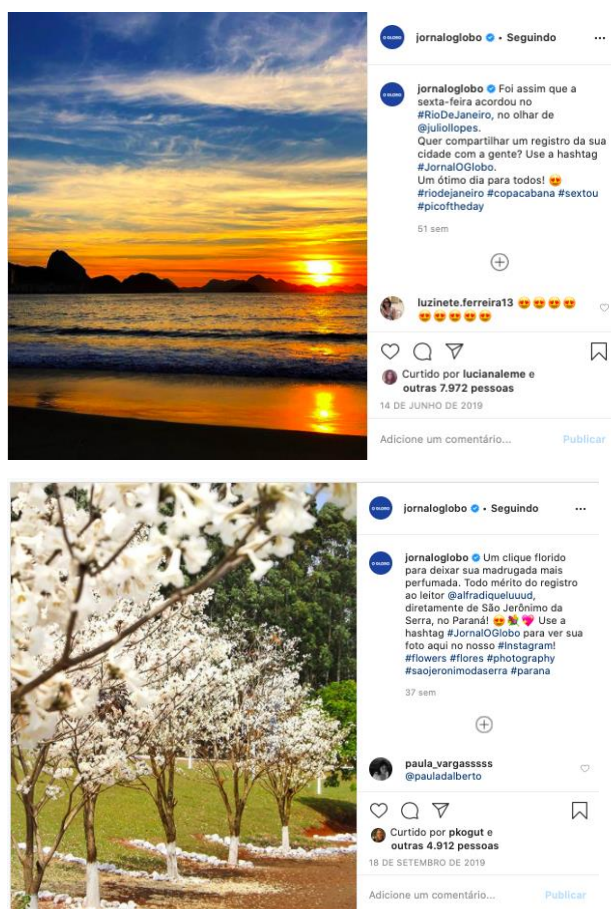 O GLOBO
jornaloglobo • Seguindo
...
O GLOBO
jornaloglobo Foi assim que a
sexta-feira acordou no
#RioDeJaneiro, no olhar de
@juliollopes.
Quer compartilhar um registro da sua
cidade com a gente? Use a hashtag
#JornalOGlobo.
Um ótimo dia para todos! 😍
#riodejaneiro #copacabana #sextou
#picoftheday
51 sem
luzinete.ferreira13 😍😍😍😍
😍😍😍😍😍
Curtido por lucianaleme e
outras 7.972 pessoas
14 DE JUNHO DE 2019
Adicione um comentário... Publicar
O GLOBO
jornaloglobo • Seguindo
...
O GLOBO
jornaloglobo Um clique florido
para deixar sua madrugada mais
perfumada. Todo mérito do registro
ao leitor @alfradiqueluuud,
diretamente de São Jerônimo da
Serra, no Paraná! 😍💐💖 Use a
hashtag #JornalOGlobo para ver sua
foto aqui no nosso #Instagram!
#flowers #flores #photography
#saojeronimodaserra #parana
37 sem
paula_vargasssss
@pauladalberto
Curtido por pkogut e
outras 4.912 pessoas
18 DE SETEMBRO DE 2019
Adicione um comentário... Publicar